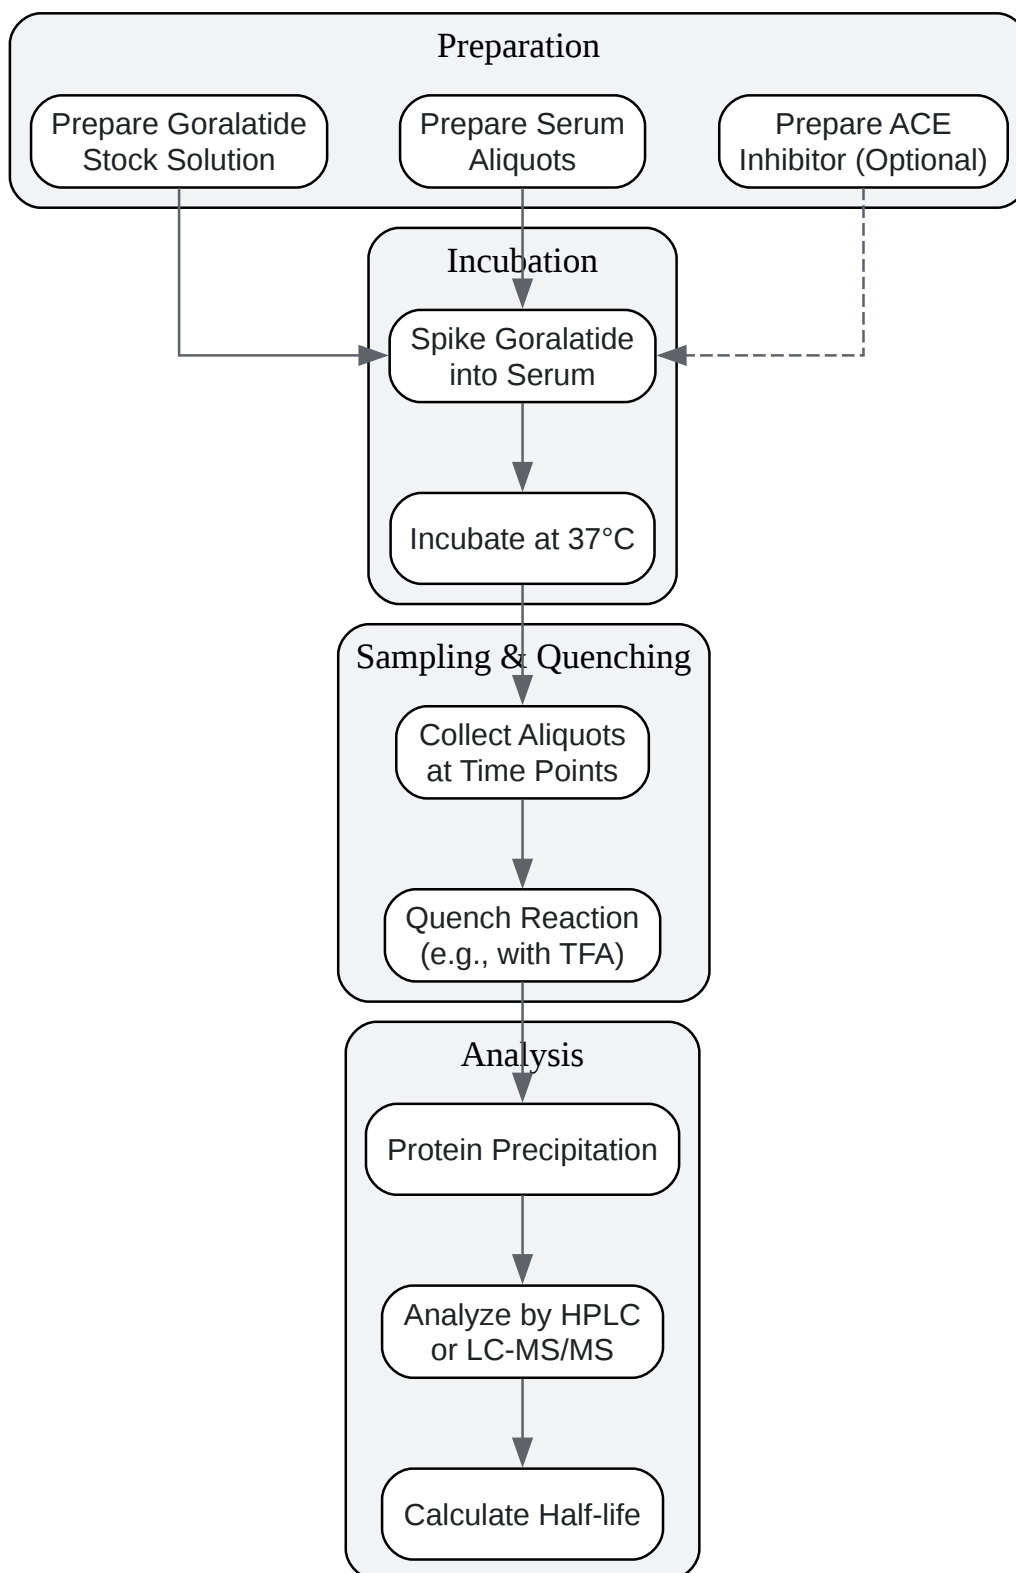 Preparation
Prepare Goralatide
Stock Solution
Prepare Serum
Aliquots
Prepare ACE
Inhibitor (Optional)
Incubation
Spike Goralatide
into Serum
Incubate at 37°C
Sampling & Quenching
Collect Aliquots
at Time Points
Quench Reaction
(e.g., with TFA)
Analysis
Protein Precipitation
Analyze by HPLC
or LC-MS/MS
Calculate Half-life